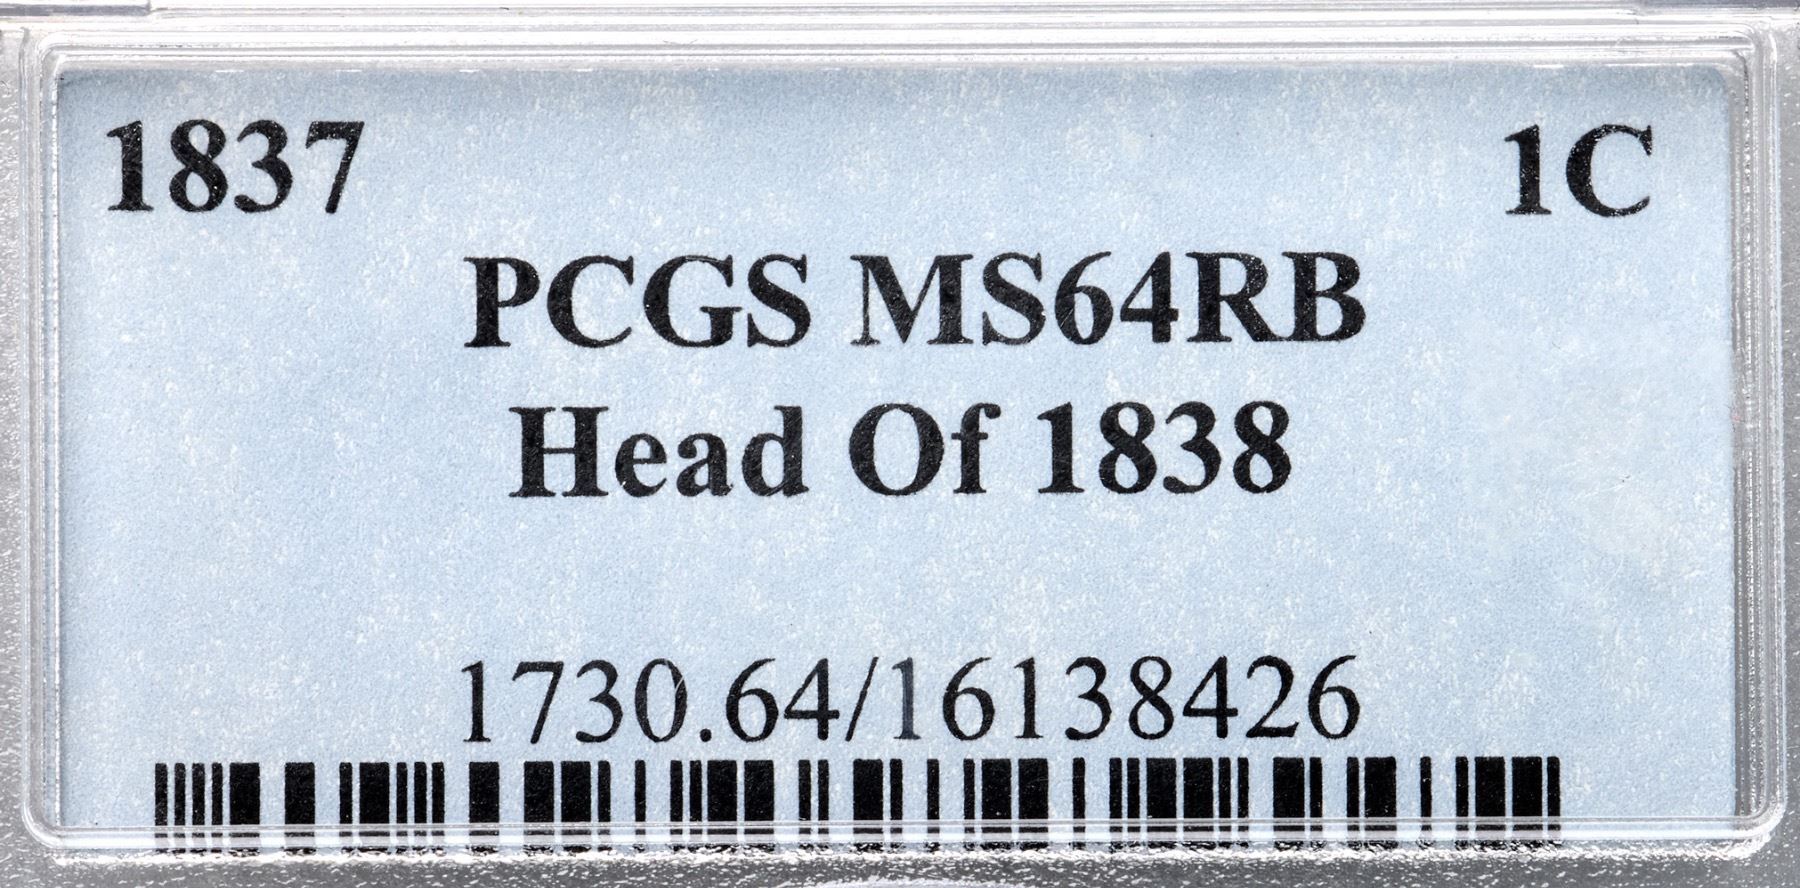 1837 1C
PCGS MS64RB
Head Of 1838
1730.64/16138426